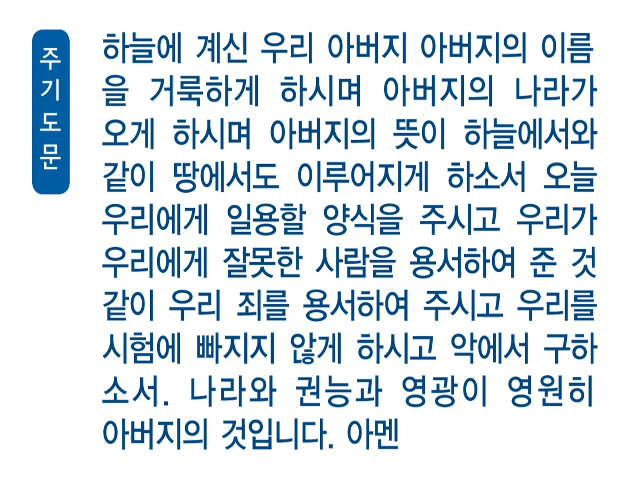 주기도문
하늘에 계신 우리 아버지 아버지의 이름
을 거룩하게 하시며 아버지의 나라가
오게 하시며 아버지의 뜻이 하늘에서와
같이 땅에서도 이루어지게 하소서 오늘
우리에게 일용할 양식을 주시고 우리가
우리에게 잘못한 사람을 용서하여 준 것
같이 우리 죄를 용서하여 주시고 우리를
시험에 빠지지 않게 하시고 악에서 구하
소서. 나라와 권능과 영광이 영원히
아버지의 것입니다. 아멘